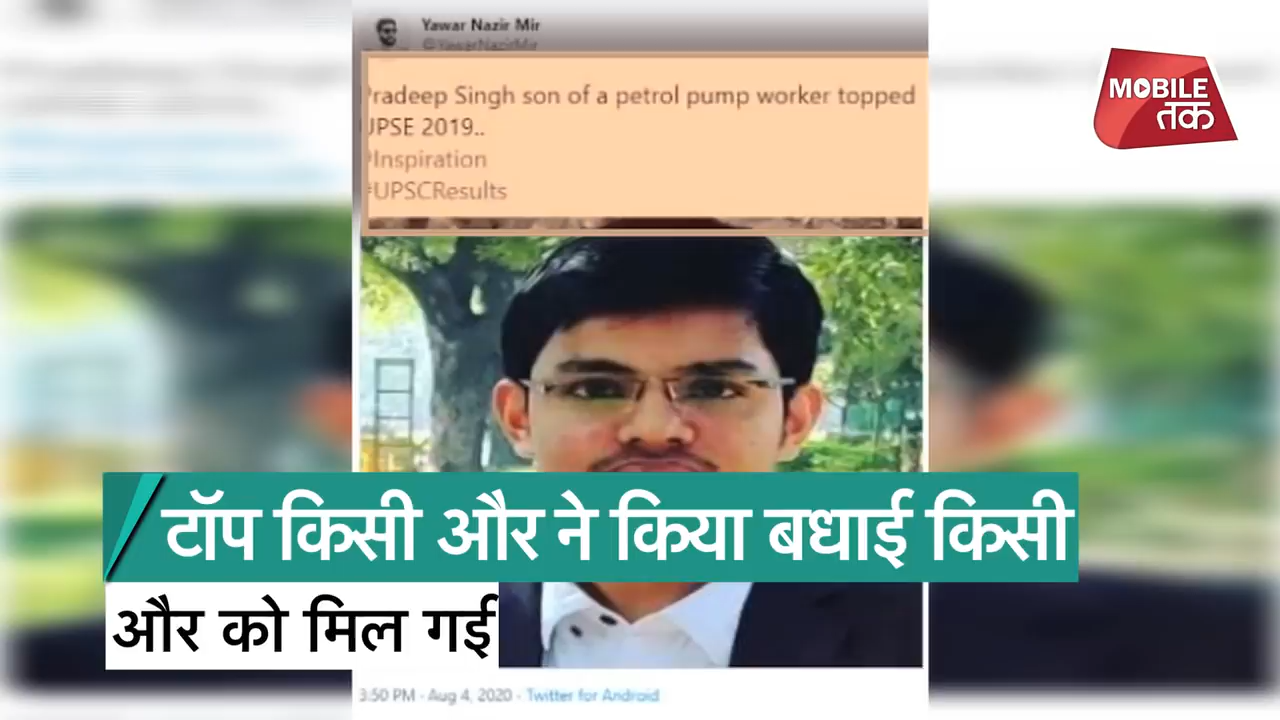 Yawar Nazir Mir
@YawarNazirMir
MOBILE
तक
Pradeep Singh son of a petrol pump worker topped
UPSE 2019..
#Inspiration
#UPSCResults
टॉप किसी और ने किया बधाई किसी
और को मिल गई
3:50 PM - Aug 4, 2020 - Twitter for Android